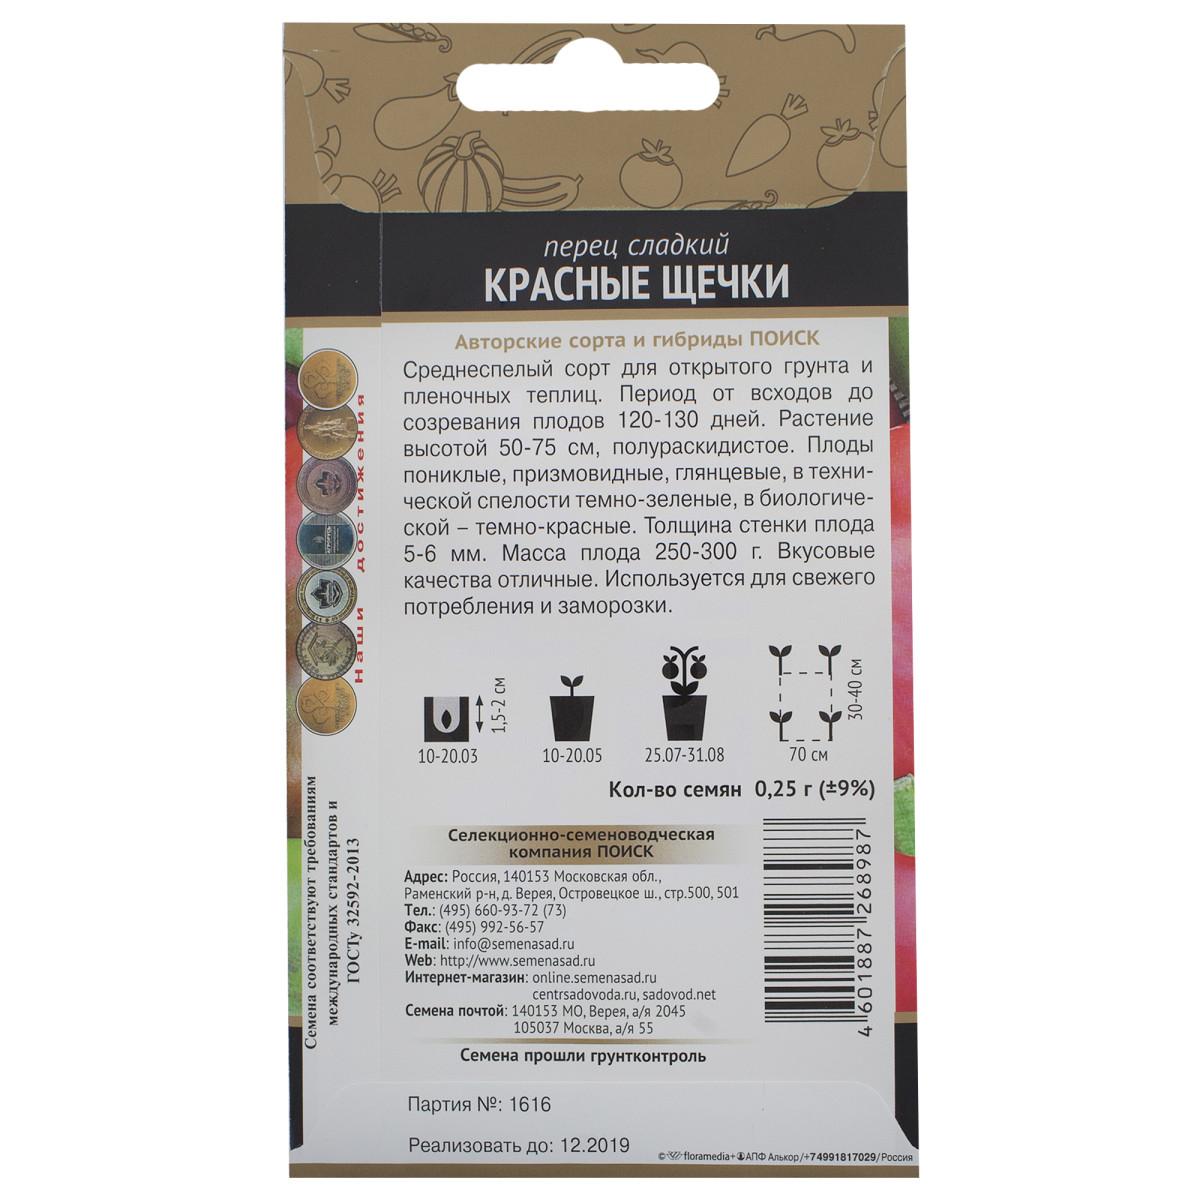 перец сладкий
КРАСНЫЕ ЩЕЧКИ
Авторские сорта и гибриды ПОИСК
Среднеспелый сорт для открытого грунта и
пленочных теплиц. Период от всходов до
созревания плодов 120-130 дней. Растение
высотой 50-75 см, полураскидистое. Плоды
пониклые, призмовидные, глянцевые, в техни-
ческой спелости темно-зеленые, в биологиче-
ской – темно-красные. Толщина стенки плода
5-6 мм. Масса плода 250-300 г. Вкусовые
качества отличные. Используется для свежего
потребления и заморозки.
1,5-2 см
10-20.03
10-20.05
25.07-31.08
30-40 см
70 см
Кол-во семян 0,25 г (±9%)
Селекционно-семеноводческая
компания ПОИСК
Адрес: Россия, 140153 Московская обл.,
Раменский р-н, д. Верея, Островецкое ш., стр.500, 501
Тел.: (495) 660-93-72 (73)
Факс: (495) 992-56-57
E-mail: info@semenasad.ru
Web: http://www.semenasad.ru
Интернет-магазин: online.semenasad.ru
centrsadovoda.ru, sadovod.net
Семена почтой: 140153 МО, Верея, а/я 2045
105037 Москва, а/я 55
Семена прошли грунтконтроль
4 601887 268987
Партия №: 1616
Реализовать до: 12.2019
© floramedia+ АПФ Алькор/+74991817029/Россия
Наши достижения
Семена соответствуют требованиям
международных стандартов и
ГОСТу 32592-2013